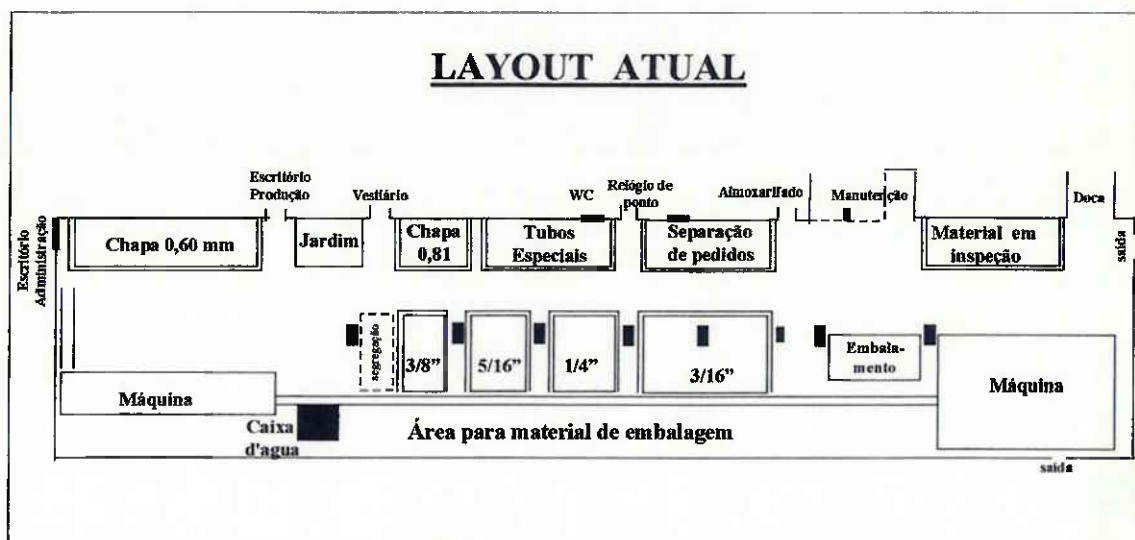 LAYOUT ATUAL
Escritório
Produção
Vestiário
WC
Relógio de
ponto
Almoxarifado
Manutenção
Doca
saída
Escritório
Administração
Chapa 0,60 mm
Jardim
Chapa
0,81
Tubos
Especiais
Separação
de pedidos
Material em
inspeção
segregação
3/8”
5/16”
1/4”
3/16”
Embala-
mento
Máquina
Máquina
Caixa
d'agua
Área para material de embalagem
saída